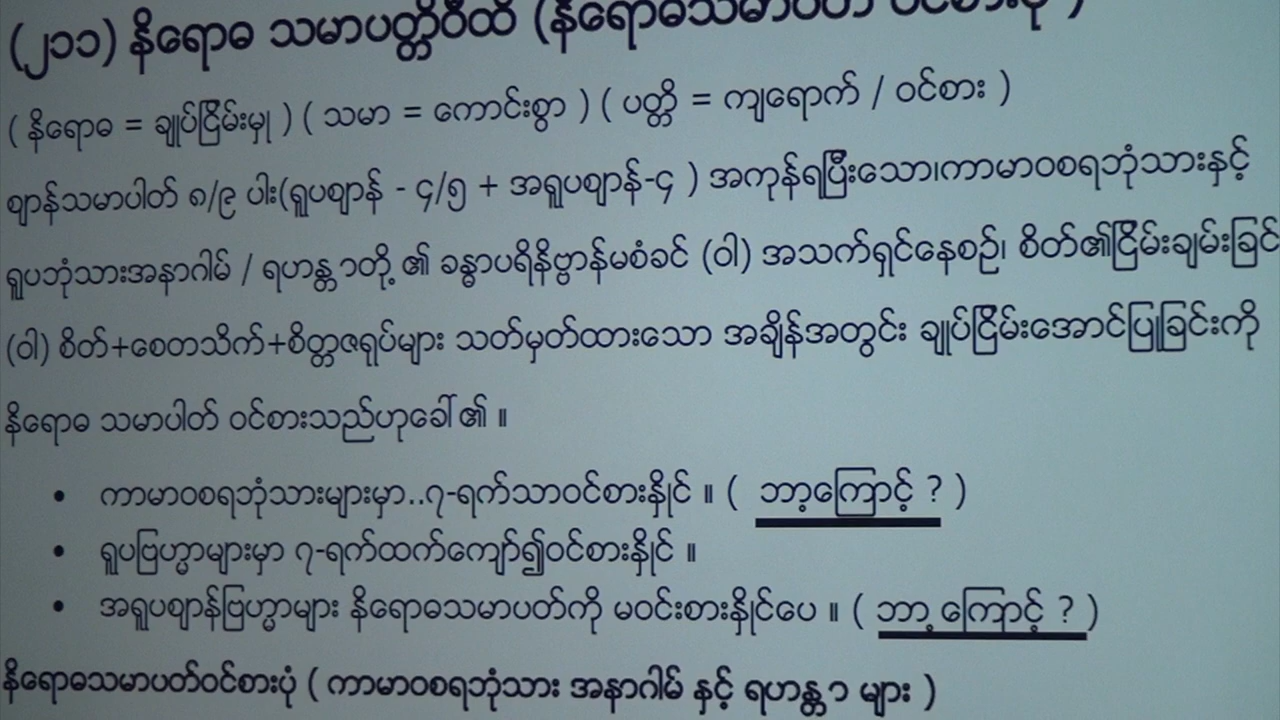 (၂၁၁) နိရောဓ သမာပတ္တိဝီထိ (နိရောဓသမာပတ် ဝင်စားပုံ )
( နိရောဓ = ချုပ်ငြိမ်းမှု ) ( သမာ = ကောင်းစွာ ) ( ပတ္တိ = ကျရောက် / ဝင်စား )
ဈာန်သမာပါတ် ၈/၉ ပါး(ရူပဈာန် - ၄/၅ + အရူပဈာန်-၄ ) အကုန်ရပြီးသော၊ကာမာဝစရဘုံသားနှင့်
ရူပဘုံသားအနာဂါမ် / ရဟန္တာတို့၏ ခန္ဓာပရိနိဗ္ဗာန်မစံခင် (ဝါ) အသက်ရှင်နေစဉ်၊ စိတ်၏ငြိမ်းချမ်းခြင်
(ဝါ) စိတ်+စေတသိက်+စိတ္တဇရုပ်များ သတ်မှတ်ထားသော အချိန်အတွင်း ချုပ်ငြိမ်းအောင်ပြုခြင်းကို
နိရောဓ သမာပါတ် ဝင်စားသည်ဟုခေါ်၏ ။
• ကာမာဝစရဘုံသားများမှာ..၇-ရက်သာဝင်စားနိုင် ။ ( ဘာ့ကြောင့် ? )
• ရူပဗြဟ္မာများမှာ ၇-ရက်ထက်ကျော်၍ဝင်စားနိုင် ။
• အရူပဈာန်ဗြဟ္မာများ နိရောဓသမာပတ်ကို မဝင်းစားနိုင်ပေ ။ ( ဘာ့ ကြောင့် ? )
နိရောဓသမာပတ်ဝင်စားပုံ ( ကာမာဝစရဘုံသား အနာဂါမ် နှင့် ရဟန္တာ များ )